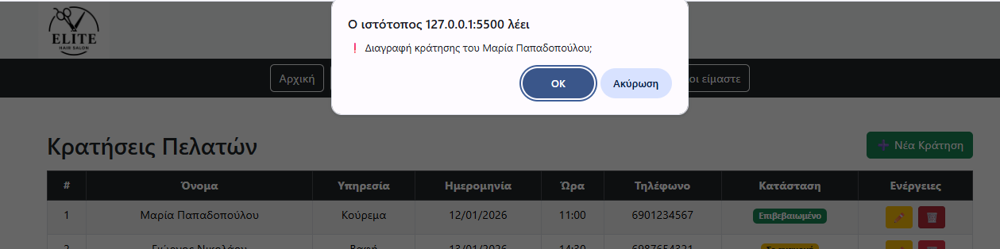 ELITE
HAIR SALON
Ο ιστότοπος 127.0.0.1:5500 λέει
❗ Διαγραφή κράτησης του Μαρία Παπαδοπούλου;
OK
Ακύρωση
Αρχική
οι είμαστε
Κρατήσεις Πελατών
➕ Νέα Κράτηση
# Όνομα Υπηρεσία Ημερομηνία Ώρα Τηλέφωνο Κατάσταση Ενέργειες
1 Μαρία Παπαδοπούλου Κούρεμα 12/01/2026 11:00 6901234567 Επιβεβαιωμένο
2 Γιώργος Νικολάου Βαφή 13/01/2026 14:30 6987654321